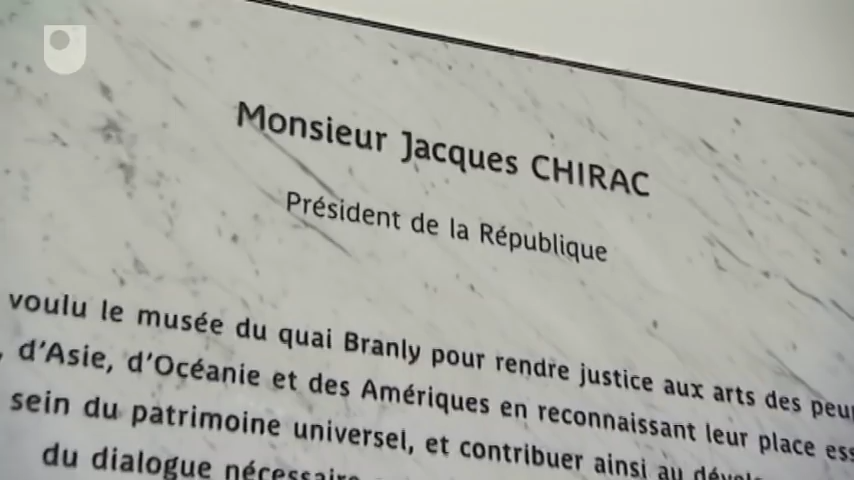 Monsieur Jacques CHIRAC
Président de la République
voulu le musée du quai Branly pour rendre justice aux arts des
d'Asie, d'Océanie et des Amériques en reconnaissant leur place
sein du patrimoine universel, et contribuer ainsi au
du dialogue nécessaire